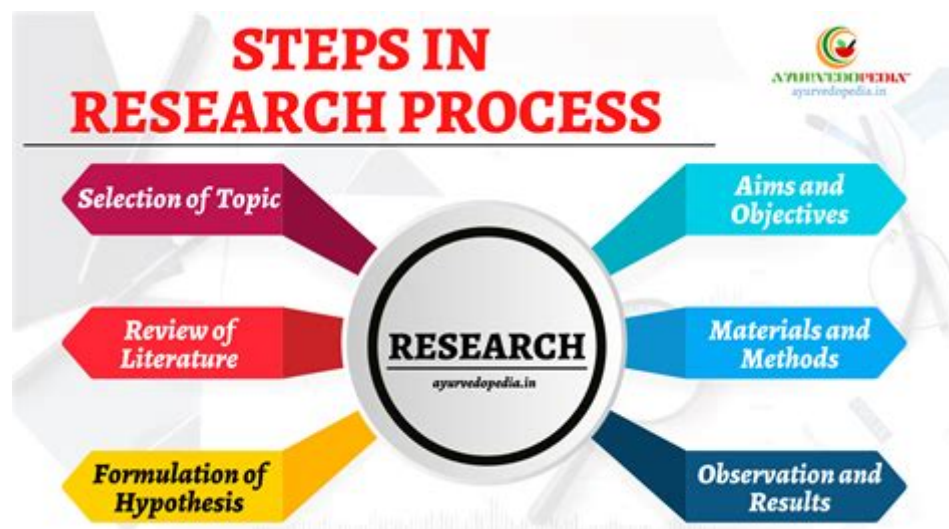 STEPS IN
RESEARCH PROCESS
AYURVEDOPEDIA
ayurvedopedia.in
Selection of Topic
Review of
Literature
Formulation of
Hypothesis
RESEARCH
ayurvedopedia.in
Aims and
Objectives
Materials and
Methods
Observation and
Results